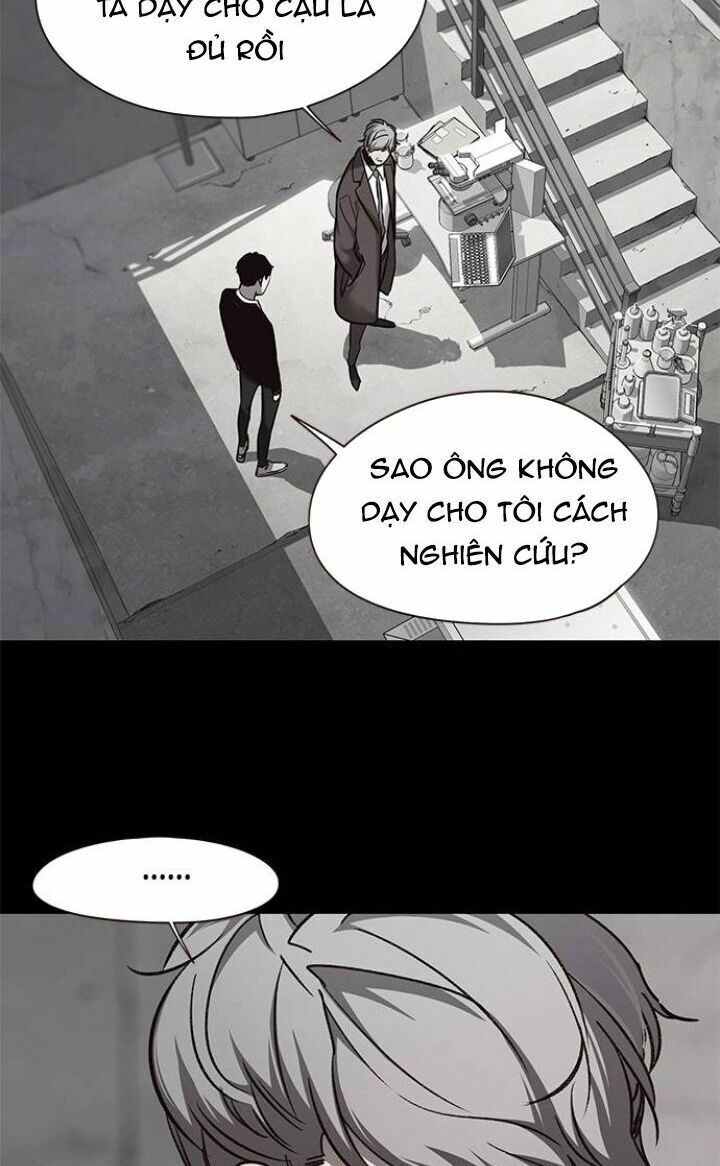 TA DẠY CHO CẬU LÀ
ĐỦ RỒI
SAO ÔNG KHÔNG
DẠY CHO TÔI CÁCH
NGHIÊN CỨU?
......